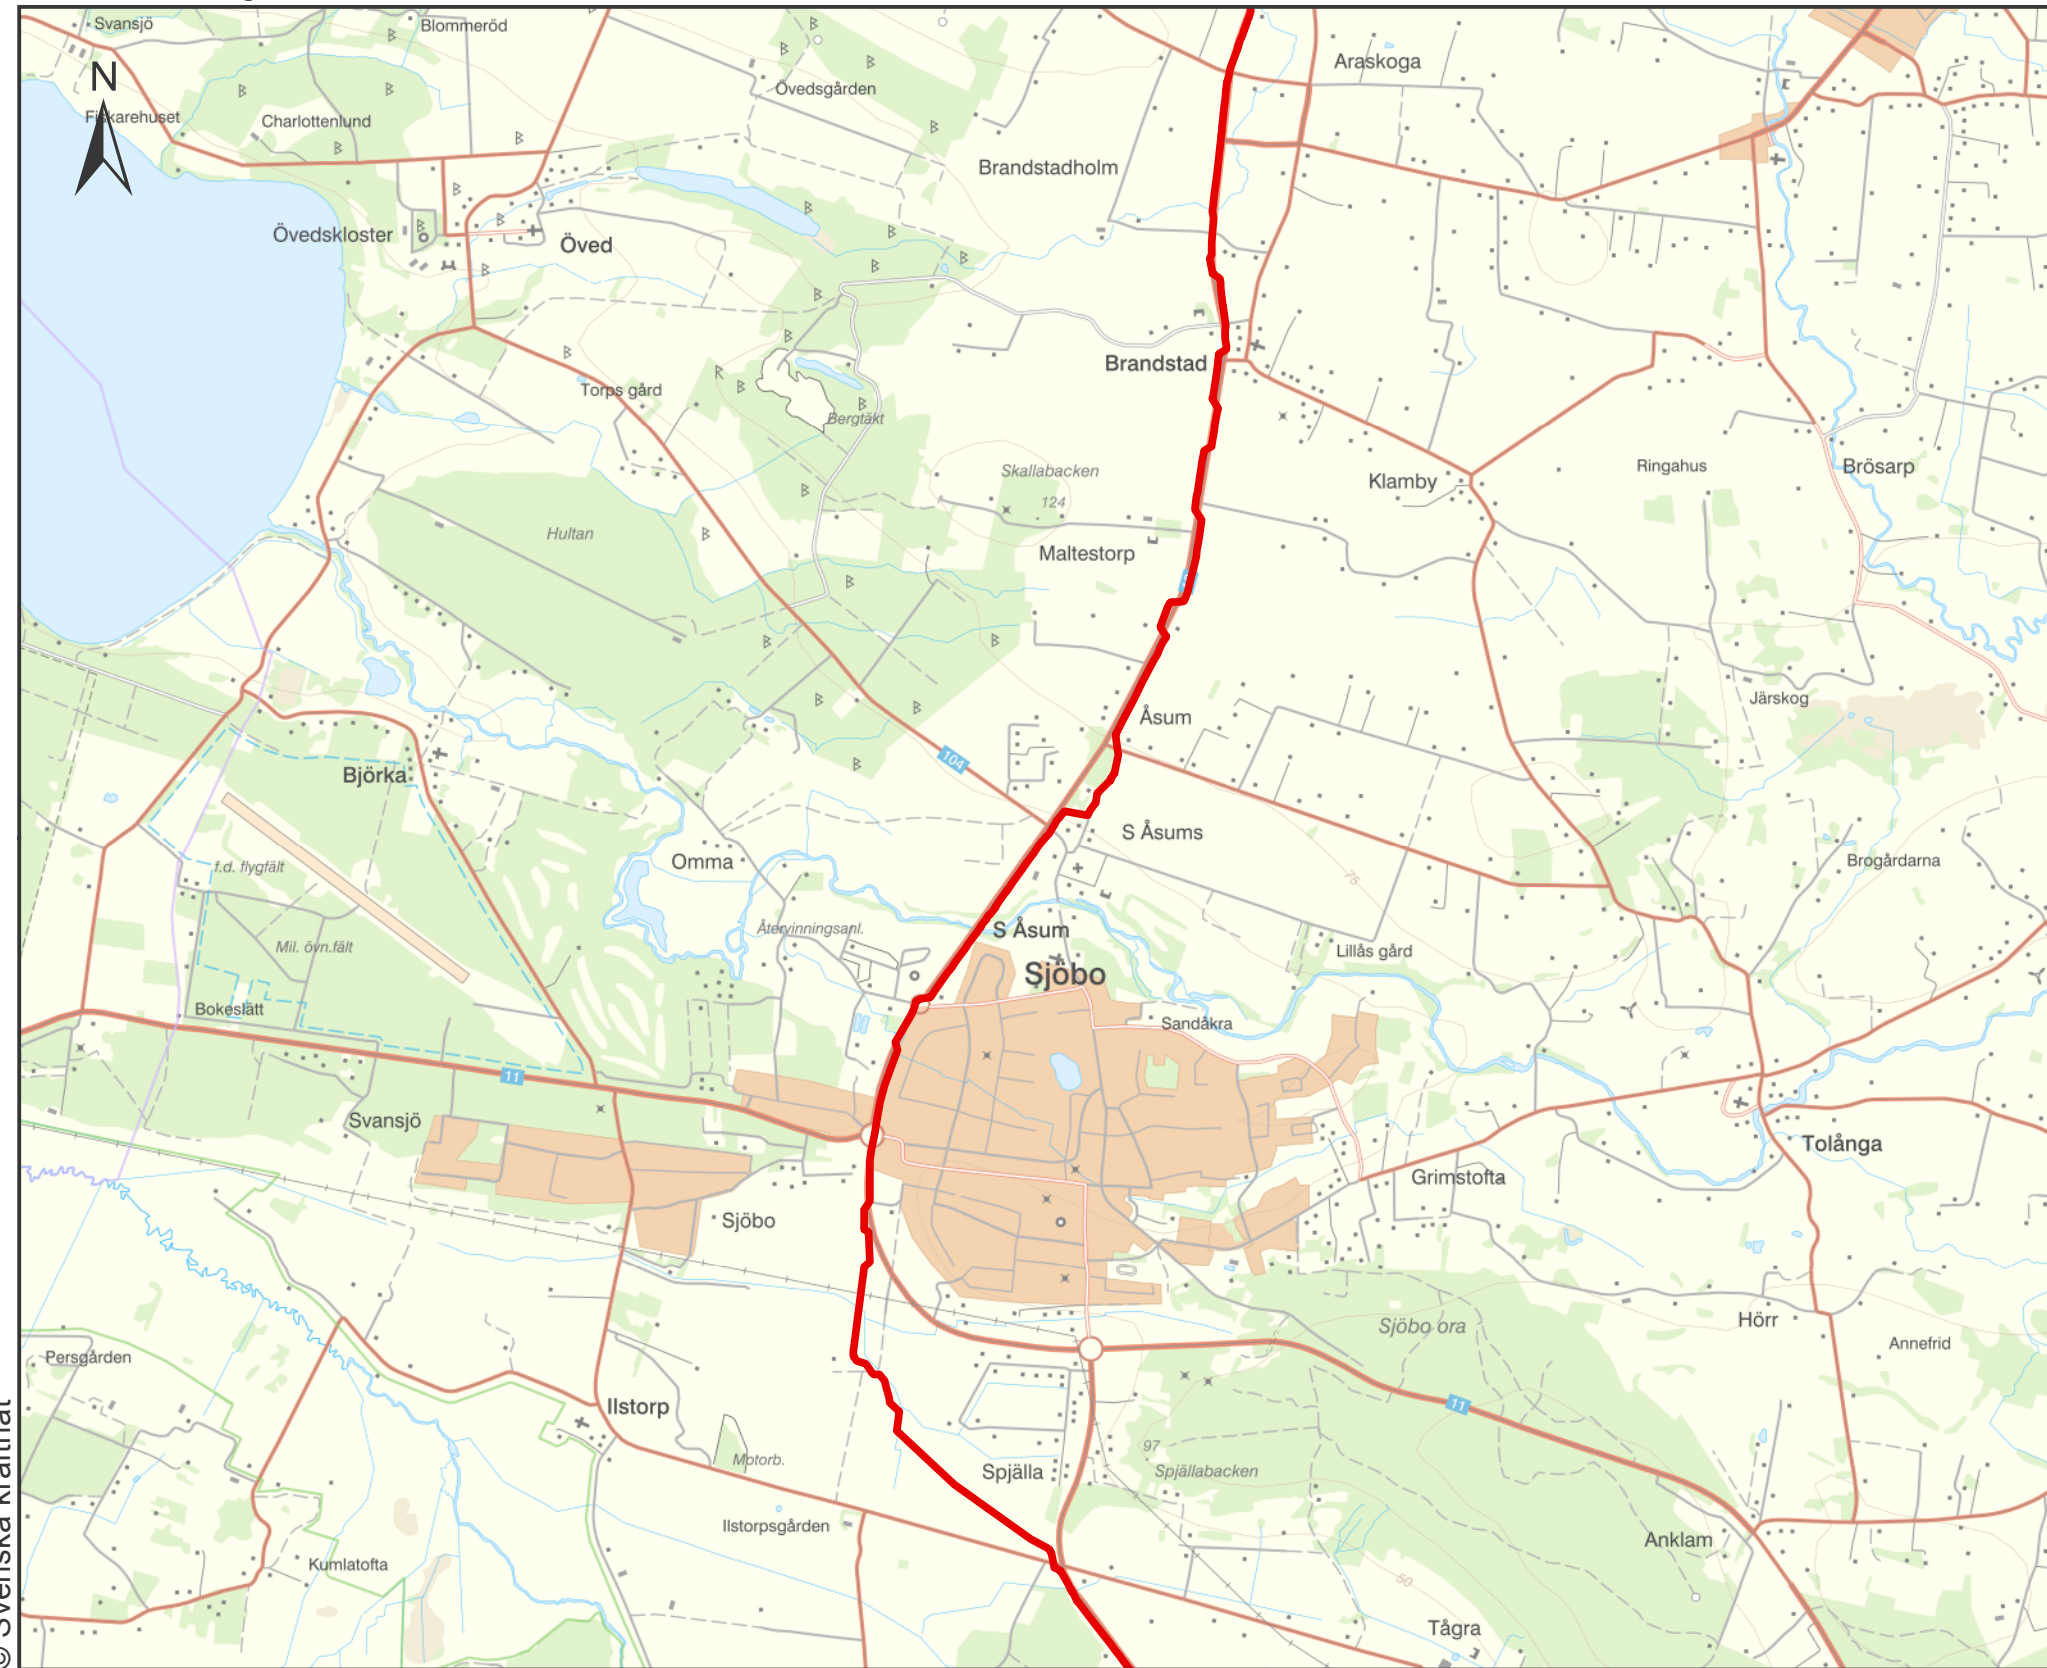 Svansjö
Blommeröd
N
Araskoga
Övedsgården
Fiskarehuset
Charlottenlund
Brandstadholm
Övedskloster
Öved
Brandstad
Torps gård
Bergtäkt
Skallabacken
124
Klamby
Ringahus
Brösarp
Hultan
Maltestorp
Järskog
Åsum
104
Björka
S Åsums
Omma
Brogårdarna
f.d. flygfält
75
Återvinningsanl.
S Åsum
Mil. övn.fält
Lillås gård
Sjöbo
Bokeslätt
Sandåkra
11
Svansjö
Tolånga
Grimstofta
Sjöbo
Hörr
Sjöbo ora
Annefrid
Persgården
11
Ilstorp
97
Motorb.
Spjälla
Spjällabacken
Ilstorpsgården
Anklam
Kumlatofta
50
Tågra
© Svenska kraftnät